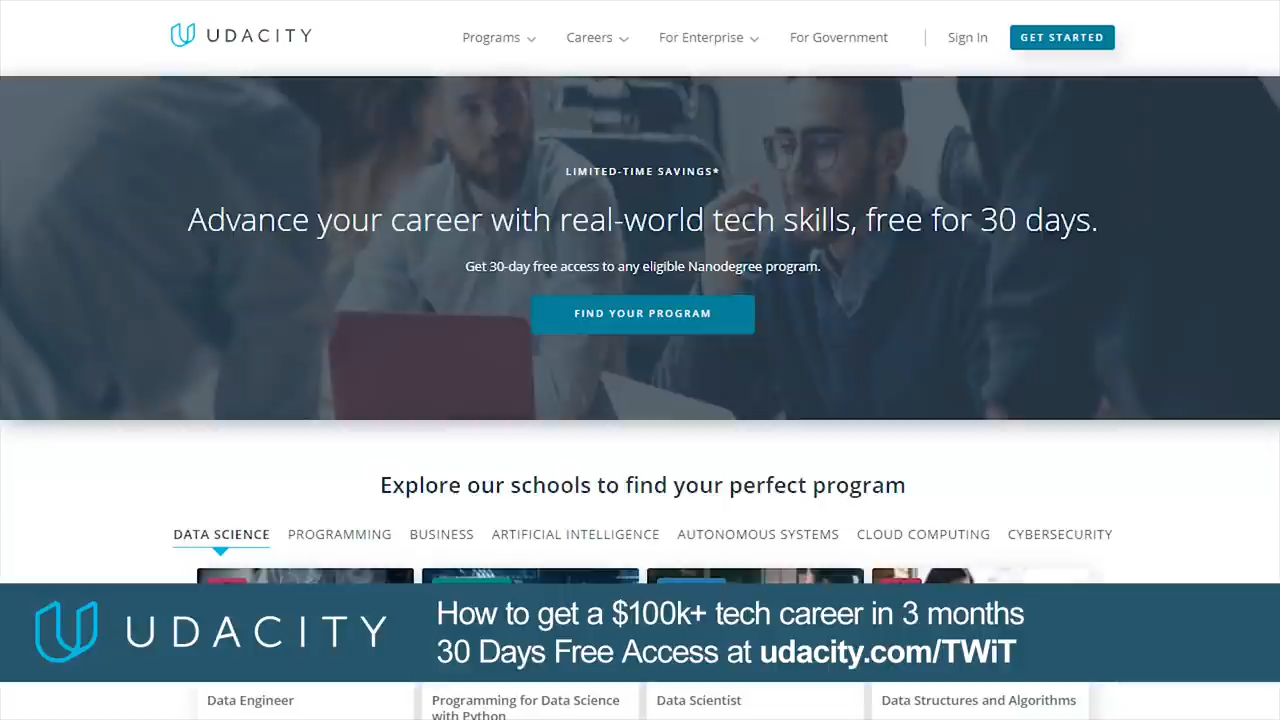 UDACITY
Programs
Careers
For Enterprise
For Government
Sign In
GET STARTED
LIMITED-TIME SAVINGS*
Advance your career with real-world tech skills, free for 30 days.
Get 30-day free access to any eligible Nanodegree program.
FIND YOUR PROGRAM
Explore our schools to find your perfect program
DATA SCIENCE
PROGRAMMING
BUSINESS
ARTIFICIAL INTELLIGENCE
AUTONOMOUS SYSTEMS
CLOUD COMPUTING
CYBERSECURITY
UDACITY
How to get a $100k+ tech career in 3 months
30 Days Free Access at udacity.com/TWiT
Data Engineer
Programming for Data Science
with Python
Data Scientist
Data Structures and Algorithms